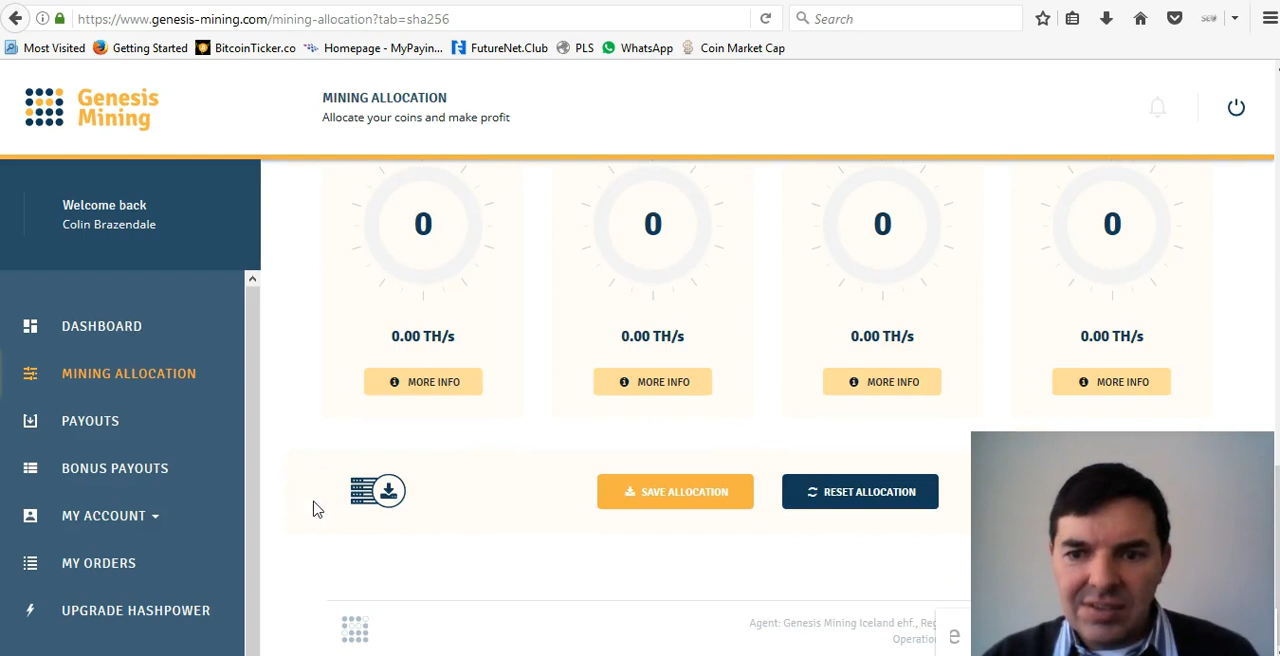 https://www.genesis-mining.com/mining-allocation?tab=sha256
Search
Most Visited
Getting Started
BitcoinTicker.co
Homepage - MyPayin...
FutureNet.Club
PLS
WhatsApp
Coin Market Cap
Genesis
Mining
MINING ALLOCATION
Allocate your coins and make profit
Welcome back
Colin Brazendale
DASHBOARD
MINING ALLOCATION
PAYOUTS
BONUS PAYOUTS
MY ACCOUNT
MY ORDERS
UPGRADE HASHPOWER
0 0 0 0
0.00 TH/s 0.00 TH/s 0.00 TH/s 0.00 TH/s
MORE INFO MORE INFO MORE INFO MORE INFO
SAVE ALLOCATION RESET ALLOCATION
Agent: Genesis Mining Iceland ehf., Reg
Operatio
e